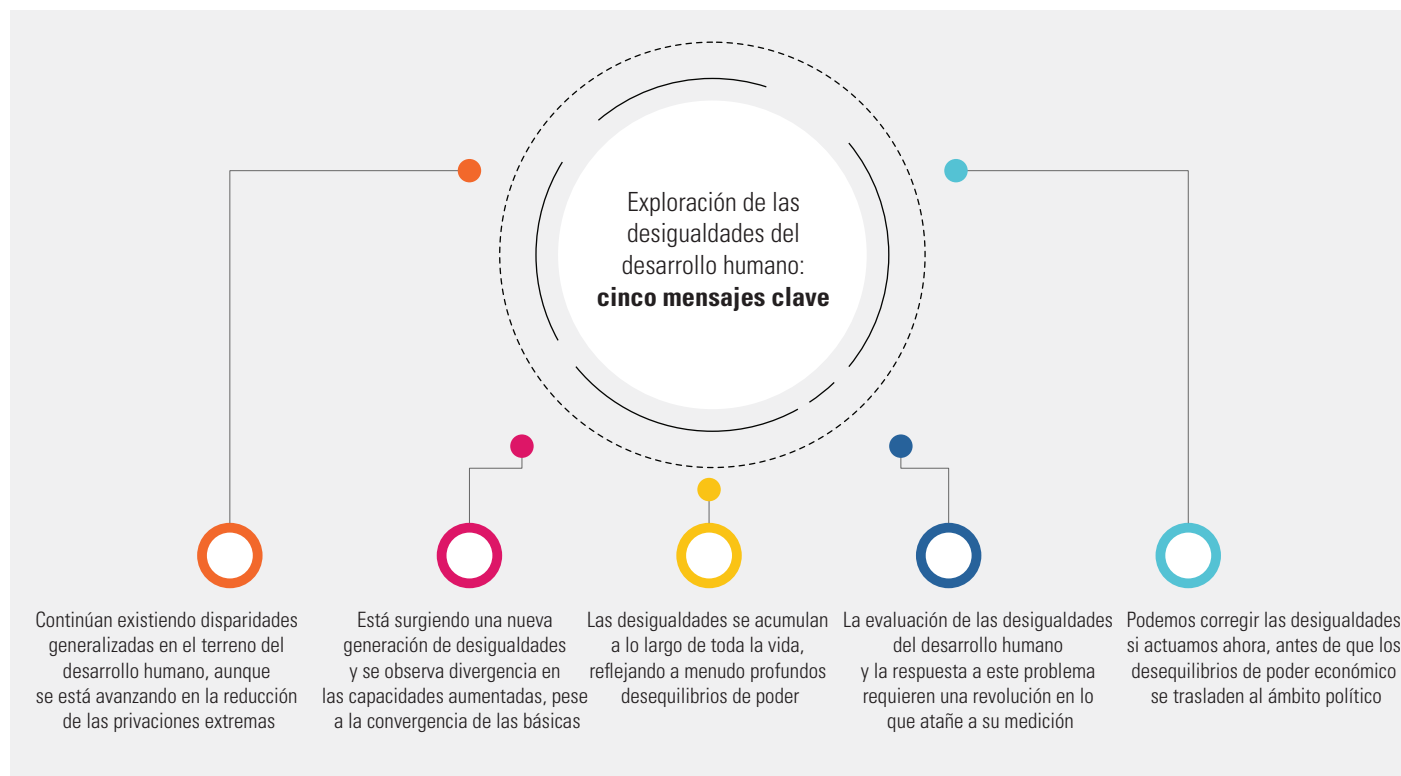 Exploración de las
desigualdades del
desarrollo humano:
cinco mensajes clave
Continúan existiendo disparidades
generalizadas en el terreno del
desarrollo humano, aunque
se está avanzando en la reducción
de las privaciones extremas
Está surgiendo una nueva
generación de desigualdades
y se observa divergencia en
las capacidades aumentadas, pese
a la convergencia de las básicas
Las desigualdades se acumulan
a lo largo de toda la vida,
reflejando a menudo profundos
desequilibrios de poder
La evaluación de las desigualdades
del desarrollo humano
y la respuesta a este problema
requieren una revolución en lo
que atañe a su medición
Podemos corregir las desigualdades
si actuamos ahora, antes de que los
desequilibrios de poder económico
se trasladen al ámbito político